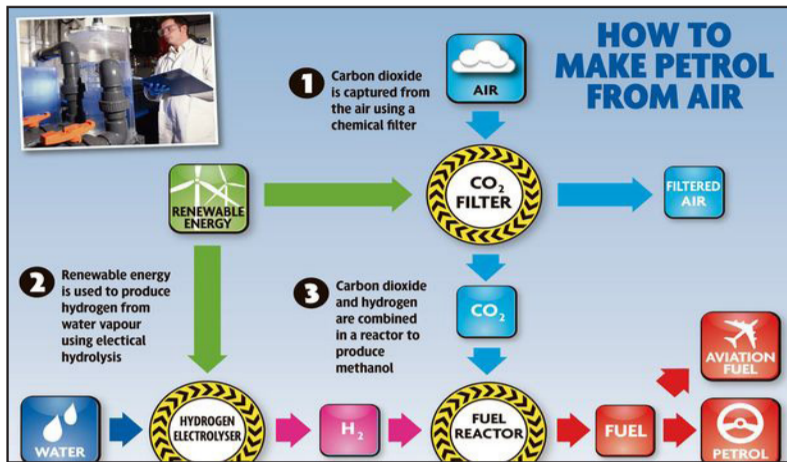 HOW TO
MAKE PETROL
FROM AIR
1
Carbon dioxide
is captured from
the air using a
chemical filter
AIR
RENEWABLE
ENERGY
CO₂
FILTER
FILTERED
AIR
2
Renewable energy
is used to produce
hydrogen from
water vapour
using electical
hydrolysis
3
Carbon dioxide
and hydrogen
are combined
in a reactor to
produce
methanol
CO₂
AVIATION
FUEL
WATER
HYDROGEN
ELECTROLYSER
H₂
FUEL
REACTOR
FUEL
PETROL